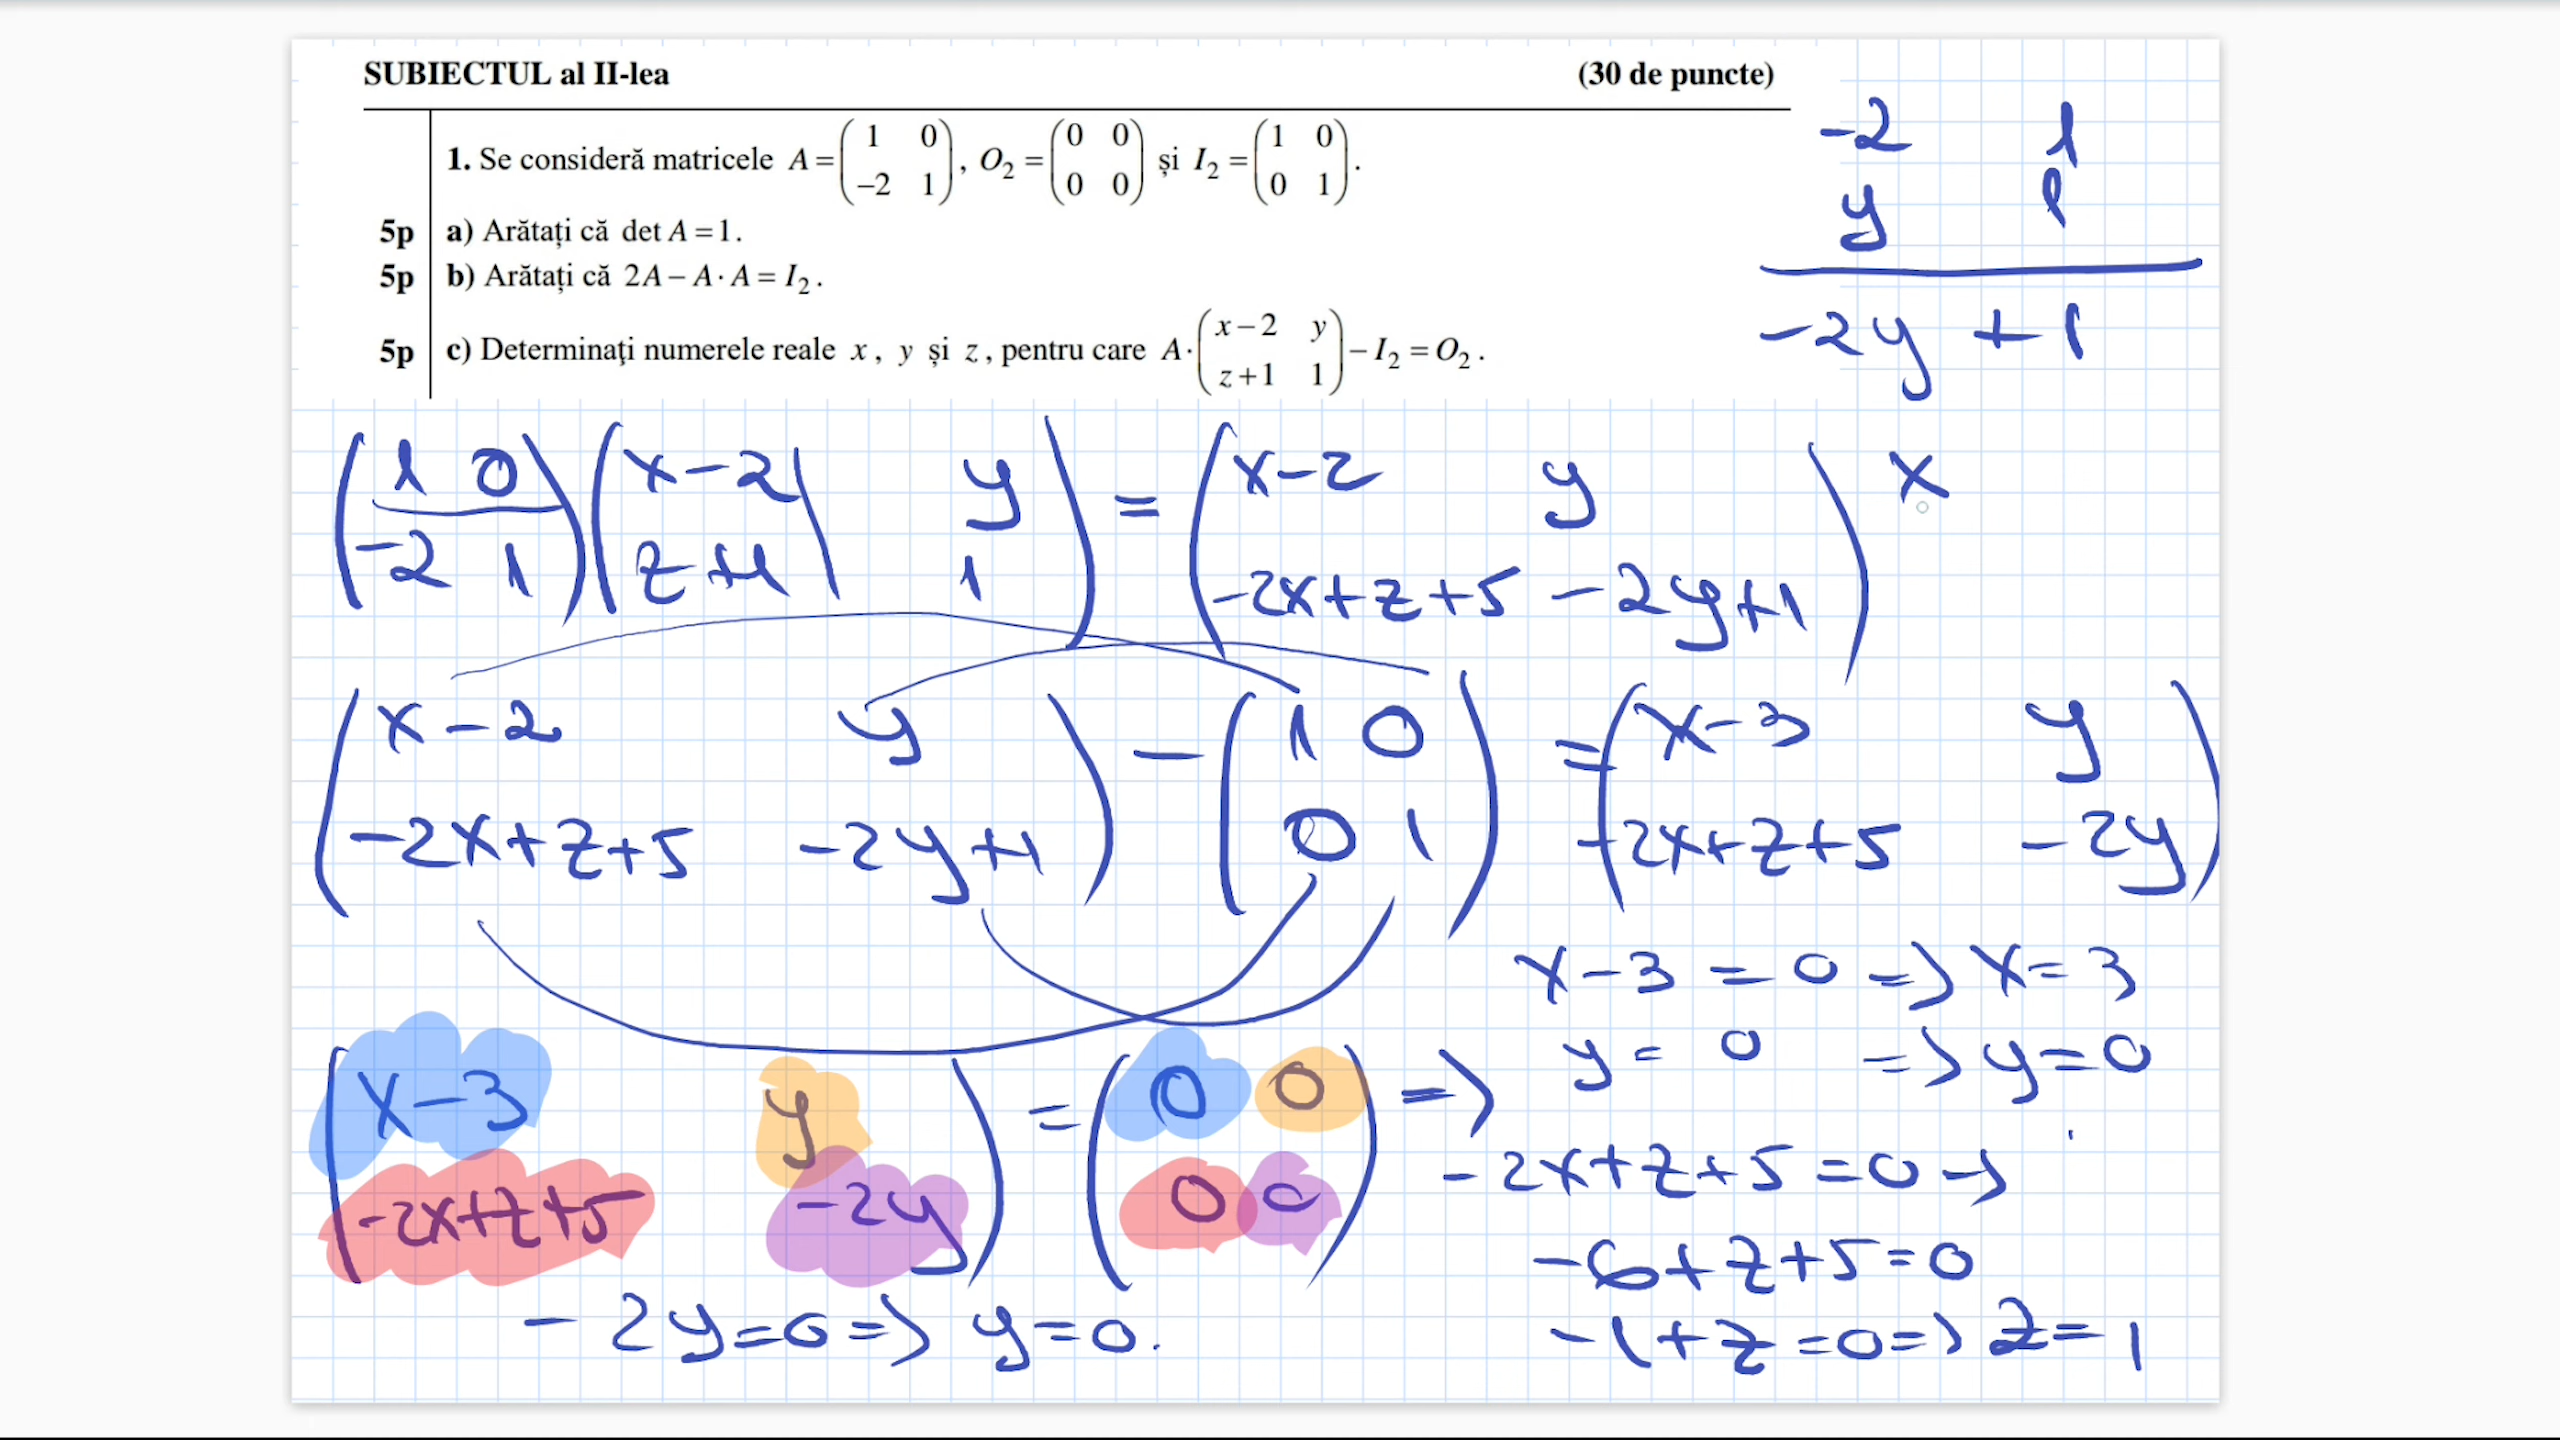 SUBIECTUL al II-lea (30 de puncte)
1. Se consideră matricele A = (1 0; −2 1), O₂ = (0 0; 0 0) și I₂ = (1 0; 0 1).
5p a) Arătați că det A = 1.
5p b) Arătați că 2A − A · A = I₂.
5p c) Determinați numerele reale x, y și z, pentru care A · (x−2 y; z+1 1) − I₂ = O₂.
-2 1
y 1
-2y + 1
(1 0; -2 1)(x-2 y; z+1 1) = (x-2 y; -2x+z+5 -2y+1) x
(x-2 y; -2x+z+5 -2y+1) - (1 0; 0 1) = (x-3 y; -2x+z+5 -2y)
(x-3 y; -2x+z+5 -2y) = (0 0; 0 0) =>
x-3 = 0 => x=3
y = 0 => y=0
-2x+z+5=0 =>
-6+z+5=0
-1+z=0 => z=1
-2y=0 => y=0.